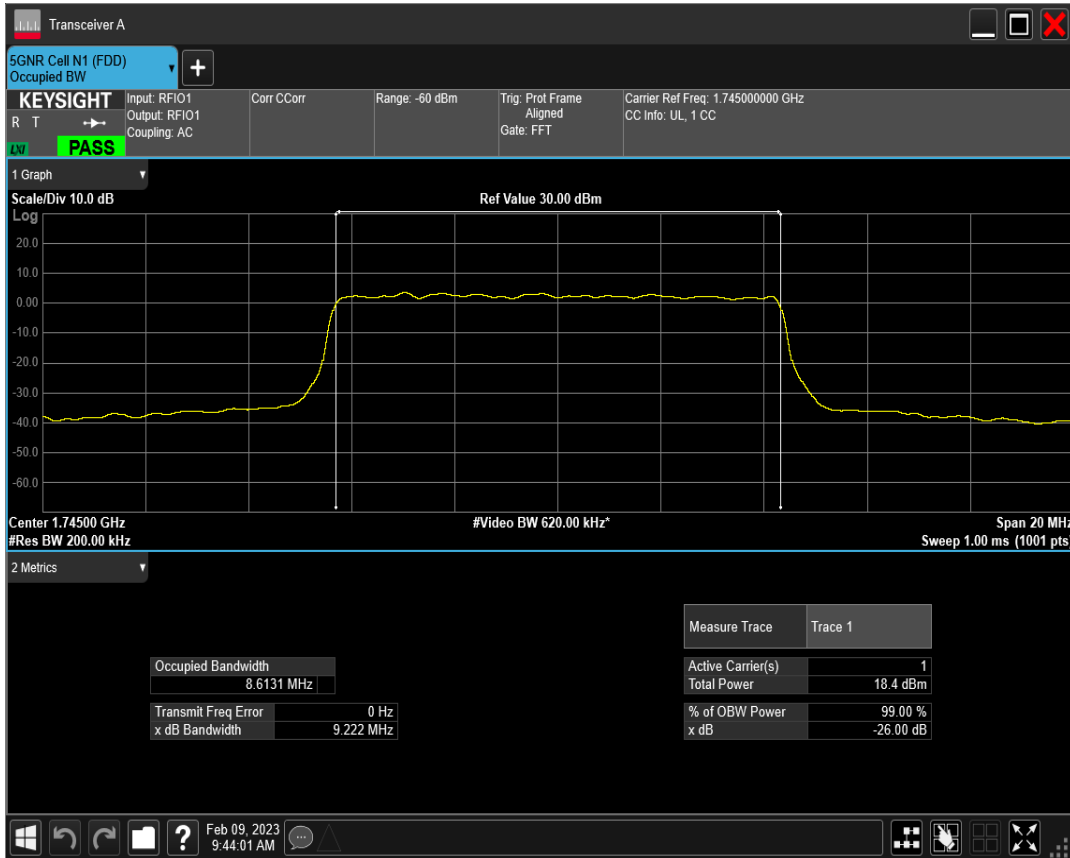 Transceiver A
5GNR Cell N1 (FDD)
Occupied BW
+
KEYSIGHT
R T
LXI
PASS
Input: RFIO1
Output: RFIO1
Coupling: AC
Corr CCorr
Range: -60 dBm
Trig: Prot Frame
Aligned
Gate: FFT
Carrier Ref Freq: 1.745000000 GHz
CC Info: UL, 1 CC
1 Graph
Scale/Div 10.0 dB
Ref Value 30.00 dBm
Log
20.0
10.0
0.00
-10.0
-20.0
-30.0
-40.0
-50.0
-60.0
Center 1.74500 GHz
#Video BW 620.00 kHz*
Span 20 MHz
#Res BW 200.00 kHz
Sweep 1.00 ms (1001 pts)
2 Metrics
Measure Trace Trace 1
Occupied Bandwidth
8.6131 MHz
Active Carrier(s) 1
Total Power 18.4 dBm
Transmit Freq Error 0 Hz
x dB Bandwidth 9.222 MHz
% of OBW Power 99.00 %
x dB -26.00 dB
?
Feb 09, 2023
9:44:01 AM